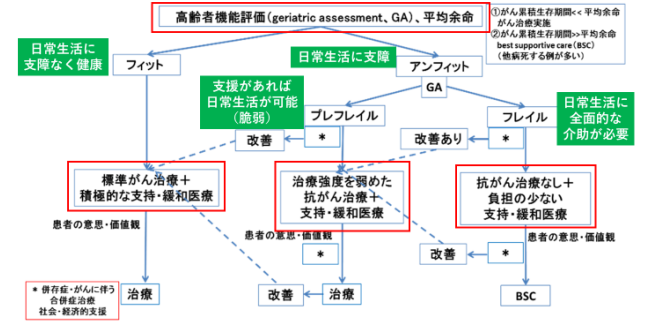 高齢者機能評価（geriatric assessment、GA）、平均余命
①がん累積生存期間<< 平均余命
がん治療実施
②がん累積生存期間>>平均余命
best supportive care（BSC）
（他病死する例が多い）
日常生活に
支障なく健康
フィット
日常生活に支障
アンフィット
GA
支援があれば
日常生活が可能
（脆弱）
プレフレイル
フレイル
日常生活に
全面的な
介助が必要
改善
*
改善あり
*
標準がん治療＋
積極的な支持・緩和医療
治療強度を弱めた
抗がん治療＋
支持・緩和医療
抗がん治療なし＋
負担の少ない
支持・緩和医療
患者の意思・価値観
患者の意思・価値観
患者の意思・価値観
*
改善
*
* 併存症・がんに伴う
合併症治療
社会・経済的支援
治療
改善
治療
BSC